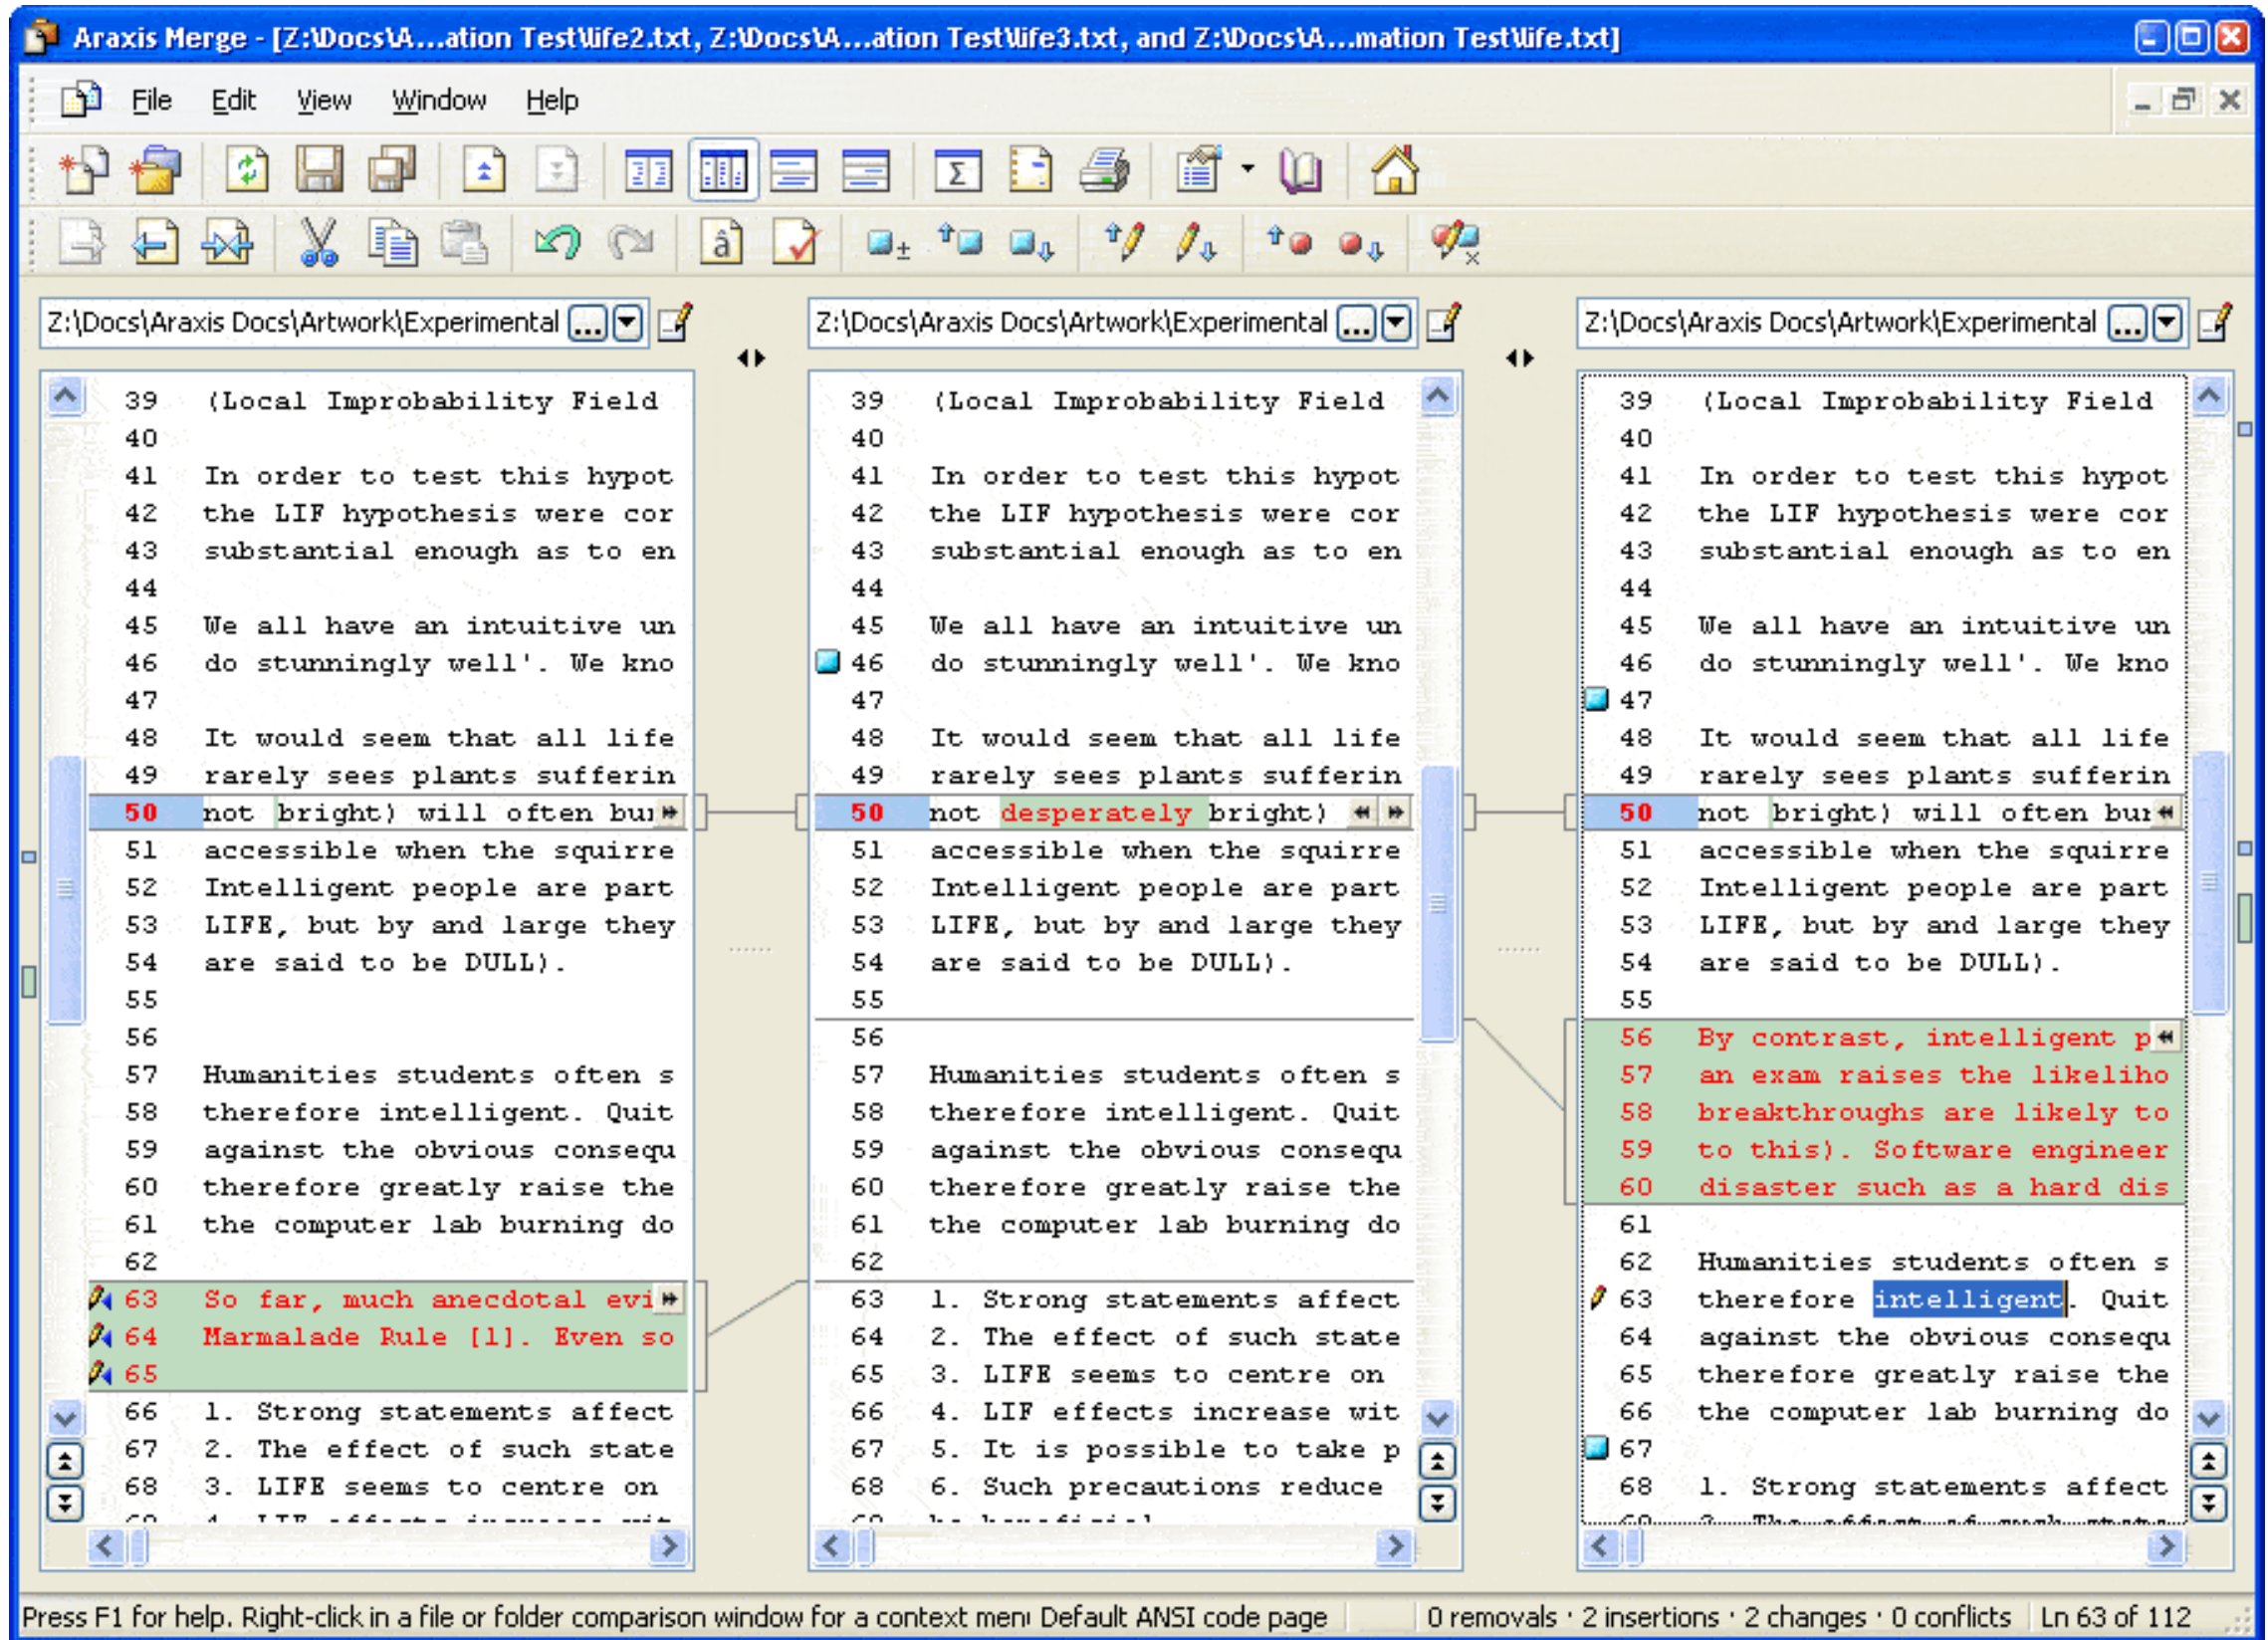 Araxis Merge - [Z:\Docs\A...ation Test\life2.txt, Z:\Docs\A...ation Test\life3.txt, and Z:\Docs\A...mation Test\life.txt]
File Edit View Window Help
Z:\Docs\Araxis Docs\Artwork\Experimental ...
39 (Local Improbability Field
40
41 In order to test this hypot
42 the LIF hypothesis were cor
43 substantial enough as to en
44
45 We all have an intuitive un
46 do stunningly well'. We kno
47
48 It would seem that all life
49 rarely sees plants sufferin
50 not bright) will often bur
51 accessible when the squirre
52 Intelligent people are part
53 LIFE, but by and large they
54 are said to be DULL).
55
56
57 Humanities students often s
58 therefore intelligent. Quit
59 against the obvious consequ
60 therefore greatly raise the
61 the computer lab burning do
62
63 So far, much anecdotal evi
64 Marmalade Rule [1]. Even so
65
66 1. Strong statements affect
67 2. The effect of such state
68 3. LIFE seems to centre on
Z:\Docs\Araxis Docs\Artwork\Experimental ...
39 (Local Improbability Field
40
41 In order to test this hypot
42 the LIF hypothesis were cor
43 substantial enough as to en
44
45 We all have an intuitive un
46 do stunningly well'. We kno
47
48 It would seem that all life
49 rarely sees plants sufferin
50 not desperately bright)
51 accessible when the squirre
52 Intelligent people are part
53 LIFE, but by and large they
54 are said to be DULL).
55
56
57 Humanities students often s
58 therefore intelligent. Quit
59 against the obvious consequ
60 therefore greatly raise the
61 the computer lab burning do
62
63 1. Strong statements affect
64 2. The effect of such state
65 3. LIFE seems to centre on
66 4. LIF effects increase wit
67 5. It is possible to take p
68 6. Such precautions reduce
Z:\Docs\Araxis Docs\Artwork\Experimental ...
39 (Local Improbability Field
40
41 In order to test this hypot
42 the LIF hypothesis were cor
43 substantial enough as to en
44
45 We all have an intuitive un
46 do stunningly well'. We kno
47
48 It would seem that all life
49 rarely sees plants sufferin
50 not bright) will often bur
51 accessible when the squirre
52 Intelligent people are part
53 LIFE, but by and large they
54 are said to be DULL).
55
56 By contrast, intelligent p
57 an exam raises the likeliho
58 breakthroughs are likely to
59 to this). Software engineer
60 disaster such as a hard dis
61
62 Humanities students often s
63 therefore intelligent. Quit
64 against the obvious consequ
65 therefore greatly raise the
66 the computer lab burning do
67
68 1. Strong statements affect
Press F1 for help. Right-click in a file or folder comparison window for a context men Default ANSI code page 0 removals · 2 insertions · 2 changes · 0 conflicts Ln 63 of 112